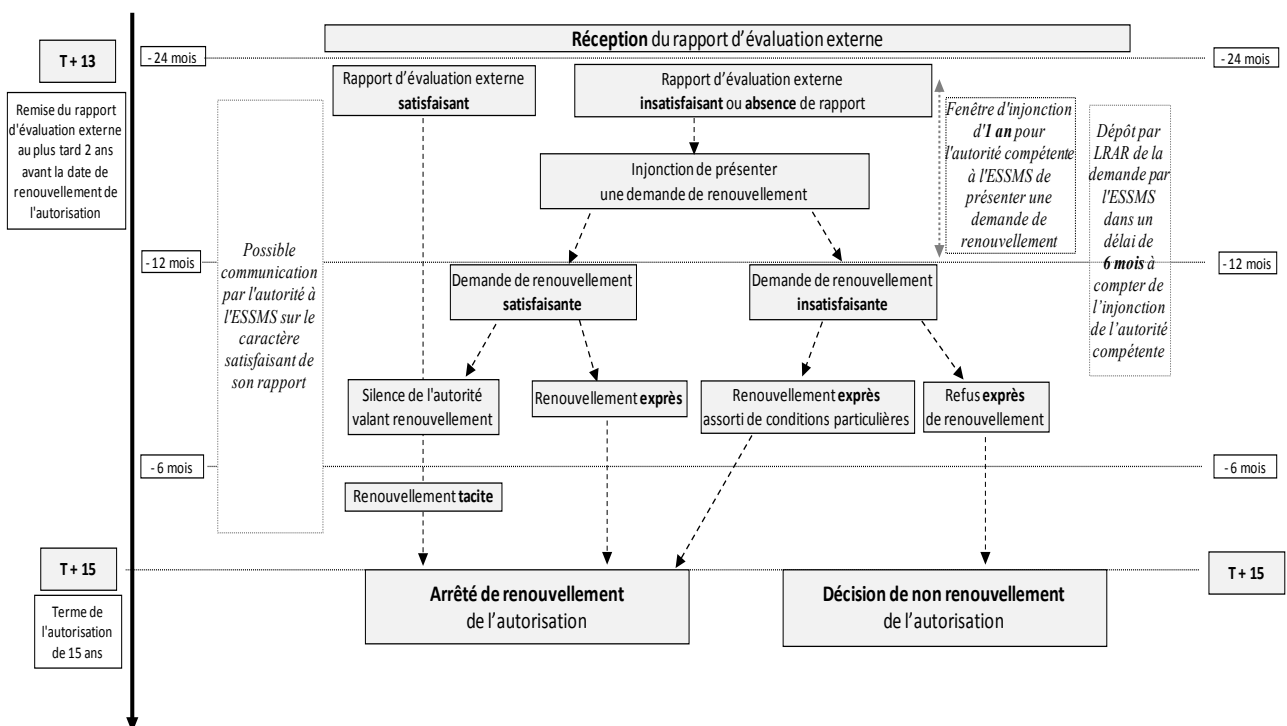 Réception du rapport d'évaluation externe
T + 13
- 24 mois
- 24 mois
Remise du rapport
d'évaluation externe
au plus tard 2 ans
avant la date de
renouvellement de
l'autorisation
Rapport d'évaluation externe
satisfaisant
Rapport d'évaluation externe
insatisfaisant ou absence de rapport
Fenêtre d'injonction
d'1 an pour
l'autorité compétente
à l'ESSMS de
présenter une
demande de
renouvellement
Dépôt par
LRAR de la
demande par
l'ESSMS
dans un
délai de
6 mois à
compter de
l'injonction
de l'autorité
compétente
Injonction de présenter
une demande de renouvellement
Possible
communication
par l'autorité à
l'ESSMS sur le
caractère
satisfaisant de
son rapport
- 12 mois
- 12 mois
Demande de renouvellement
satisfaisante
Demande de renouvellement
insatisfaisante
Silence de l'autorité
valant renouvellement
Renouvellement exprès
Renouvellement exprès
assorti de conditions particulières
Refus exprès
de renouvellement
- 6 mois
- 6 mois
Renouvellement tacite
T + 15
T + 15
Terme de
l'autorisation
de 15 ans
Arrêté de renouvellement
de l'autorisation
Décision de non renouvellement
de l'autorisation